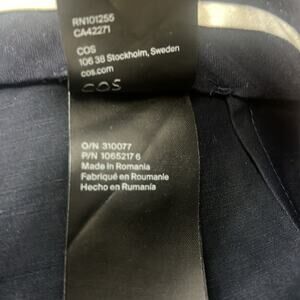 RN101255
CA42271
COS
106 38 Stockholm, Sweden
cos.com
COS
O/N 310077
P/N 1065217 6
Made in Romania
Fabriqué en Roumanie
Hecho en Rumanía